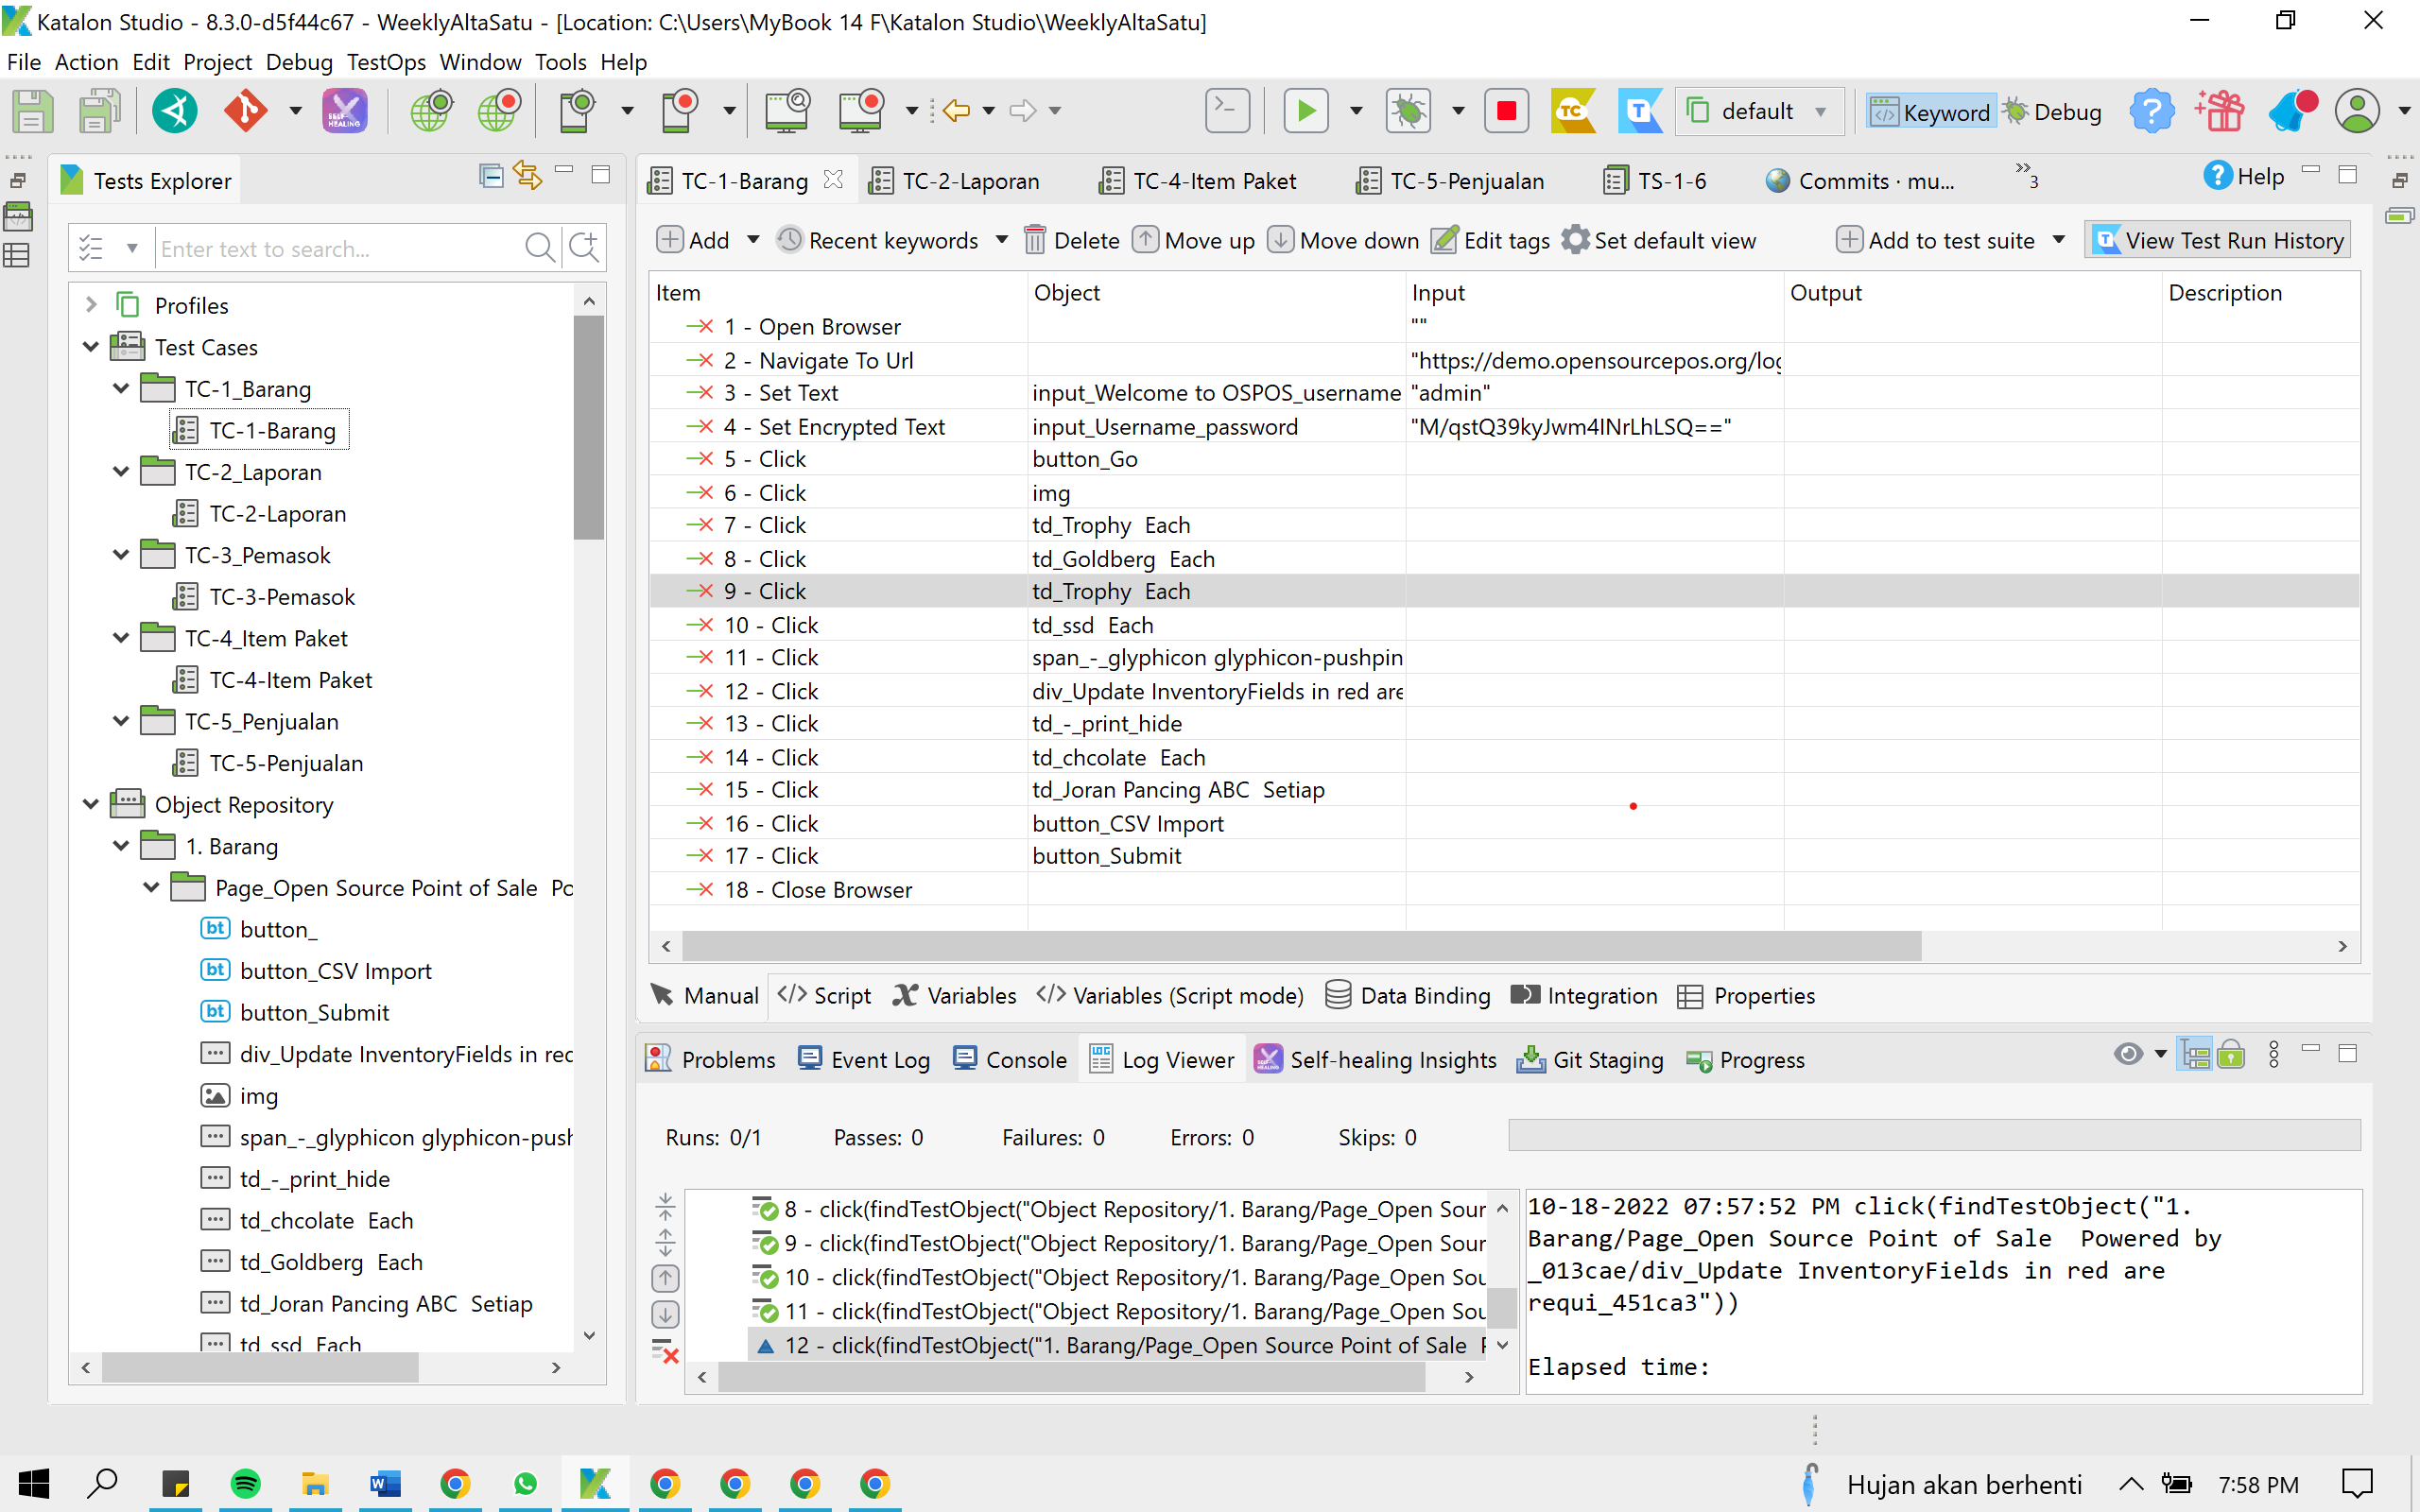 Katalon Studio - 8.3.0-d5f44c67 - WeeklyAltaSatu - [Location: C:\Users\MyBook 14 F\Katalon Studio\WeeklyAltaSatu]
File Action Edit Project Debug TestOps Window Tools Help
SELF HEALING TC default Keyword Debug
Tests Explorer
Enter text to search...
Profiles
Test Cases
TC-1_Barang
TC-1-Barang
TC-2_Laporan
TC-2-Laporan
TC-3_Pemasok
TC-3-Pemasok
TC-4_Item Paket
TC-4-Item Paket
TC-5_Penjualan
TC-5-Penjualan
Object Repository
1. Barang
Page_Open Source Point of Sale Po
bt button_
bt button_CSV Import
bt button_Submit
div_Update InventoryFields in red
img
span_-_glyphicon glyphicon-push
td_-_print_hide
td_chcolate Each
td_Goldberg Each
td_Joran Pancing ABC Setiap
td_ssd Each
TC-1-Barang TC-2-Laporan TC-4-Item Paket TC-5-Penjualan TS-1-6 Commits · mu... »3 Help
Add Recent keywords Delete Move up Move down Edit tags Set default view Add to test suite View Test Run History
Item Object Input Output Description
1 - Open Browser ""
2 - Navigate To Url "https://demo.opensourcepos.org/log
3 - Set Text input_Welcome to OSPOS_username "admin"
4 - Set Encrypted Text input_Username_password "M/qstQ39kyJwm4INrLhLSQ=="
5 - Click button_Go
6 - Click img
7 - Click td_Trophy Each
8 - Click td_Goldberg Each
9 - Click td_Trophy Each
10 - Click td_ssd Each
11 - Click span_-_glyphicon glyphicon-pushpin
12 - Click div_Update InventoryFields in red are
13 - Click td_-_print_hide
14 - Click td_chcolate Each
15 - Click td_Joran Pancing ABC Setiap
16 - Click button_CSV Import
17 - Click button_Submit
18 - Close Browser
Manual Script Variables Variables (Script mode) Data Binding Integration Properties
Problems Event Log Console Log Viewer Self-healing Insights Git Staging Progress
Runs: 0/1 Passes: 0 Failures: 0 Errors: 0 Skips: 0
8 - click(findTestObject("Object Repository/1. Barang/Page_Open Sour
9 - click(findTestObject("Object Repository/1. Barang/Page_Open Sour
10 - click(findTestObject("Object Repository/1. Barang/Page_Open Sou
11 - click(findTestObject("Object Repository/1. Barang/Page_Open Sou
12 - click(findTestObject("1. Barang/Page_Open Source Point of Sale P
10-18-2022 07:57:52 PM click(findTestObject("1.
Barang/Page_Open Source Point of Sale Powered by
_013cae/div_Update InventoryFields in red are
requi_451ca3"))
Elapsed time:
Hujan akan berhenti 7:58 PM